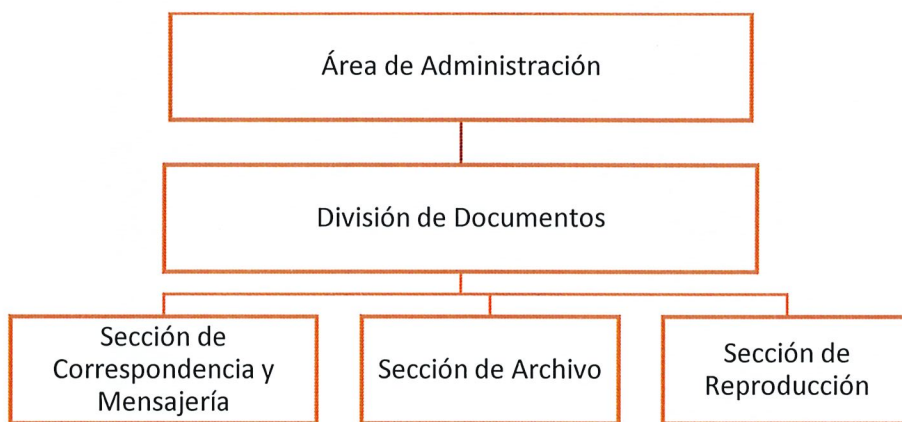 Área de Administración
División de Documentos
Sección de
Correspondencia y
Mensajería
Sección de Archivo
Sección de
Reproducción